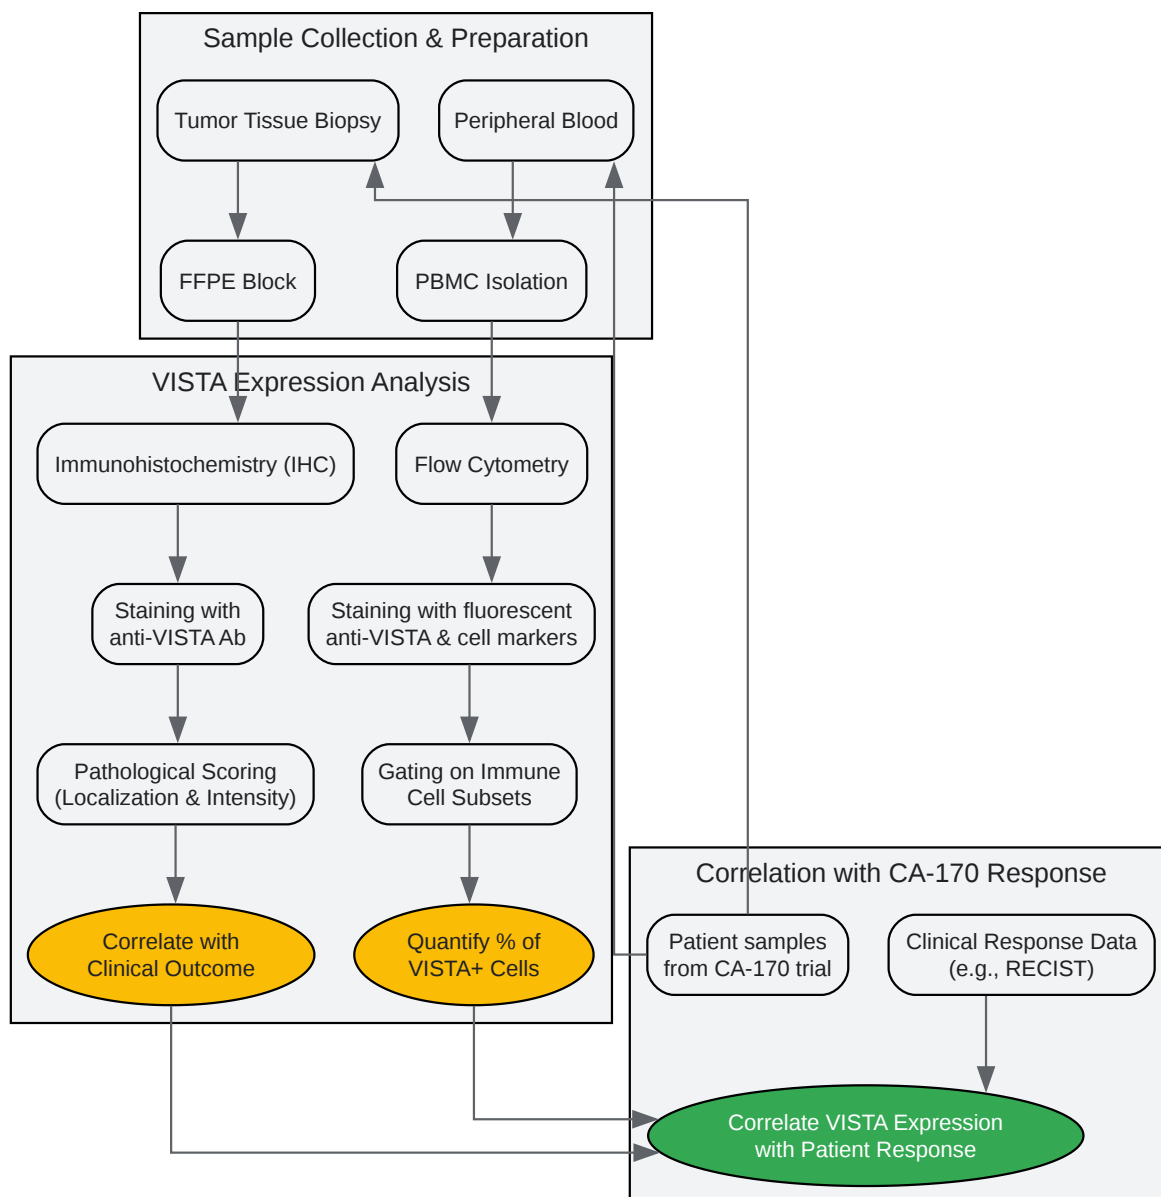 Sample Collection & Preparation
Tumor Tissue Biopsy
Peripheral Blood
FFPE Block
PBMC Isolation
VISTA Expression Analysis
Immunohistochemistry (IHC)
Flow Cytometry
Staining with
anti-VISTA Ab
Staining with fluorescent
anti-VISTA & cell markers
Pathological Scoring
(Localization & Intensity)
Gating on Immune
Cell Subsets
Correlate with
Clinical Outcome
Quantify % of
VISTA+ Cells
Correlation with CA-170 Response
Patient samples
from CA-170 trial
Clinical Response Data
(e.g., RECIST)
Correlate VISTA Expression
with Patient Response